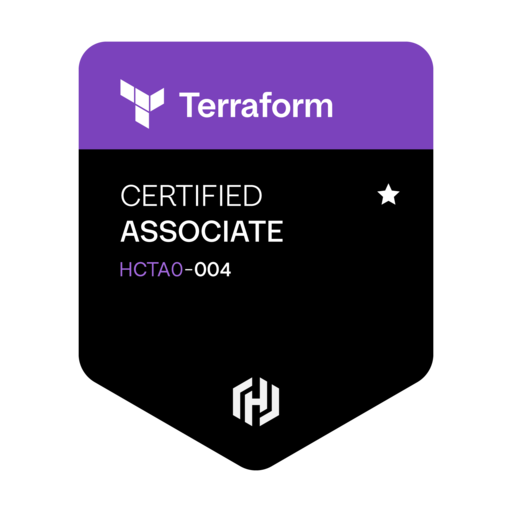 Terraform
CERTIFIED
ASSOCIATE
HCTA0-004